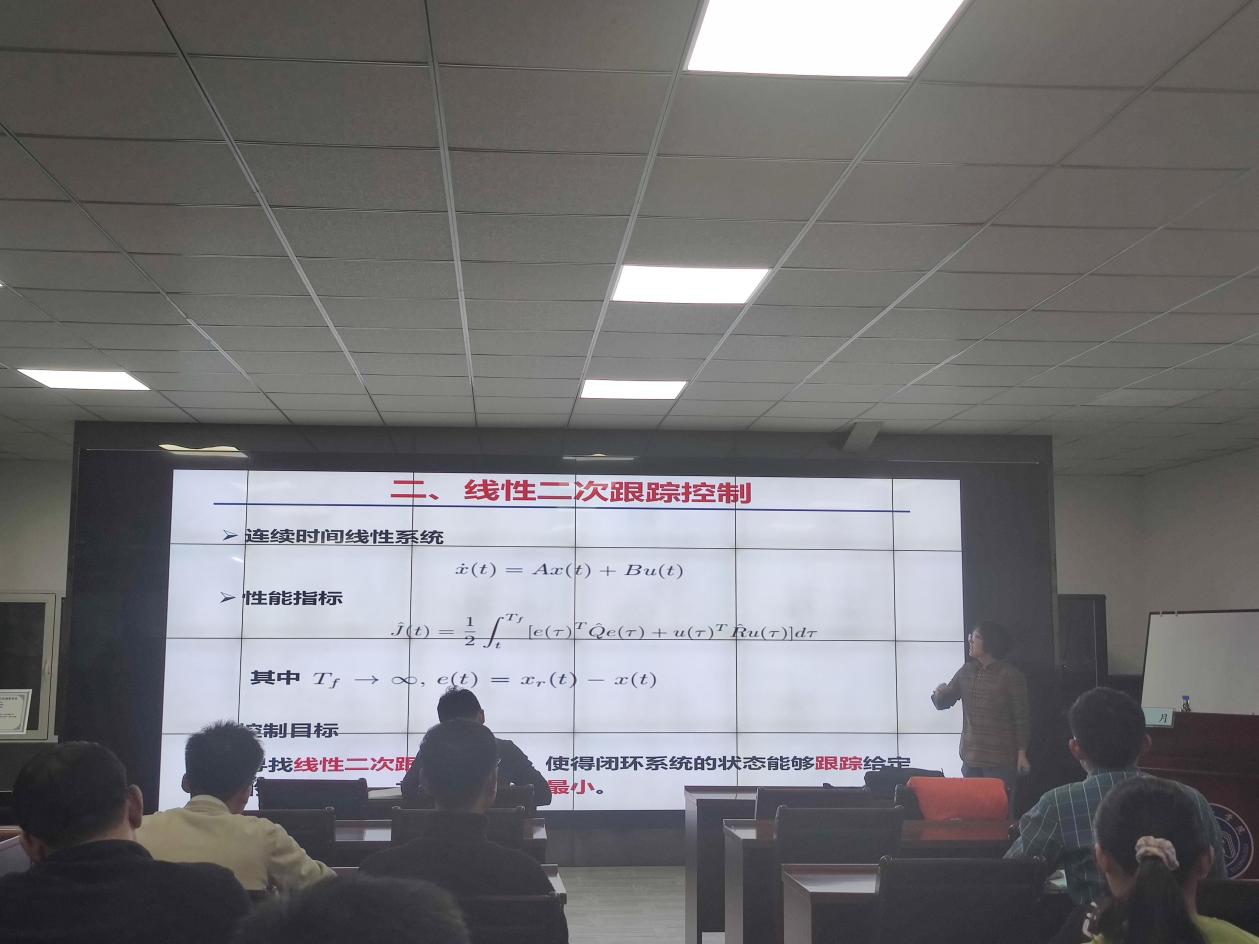 二、线性二次跟踪控制
➢ 连续时间线性系统
ẋ(t) = Ax(t) + Bu(t)
➢ 性能指标
Ĵ(t) = 1/2 ∫_t^{T_f} [e(τ)^T Q̂e(τ) + u(τ)^T R̂u(τ)]dτ
其中 T_f → ∞, e(t) = x_r(t) − x(t)
控制目标
寻找线性二次跟 使得闭环系统的状态能够跟踪给定
最小。
月